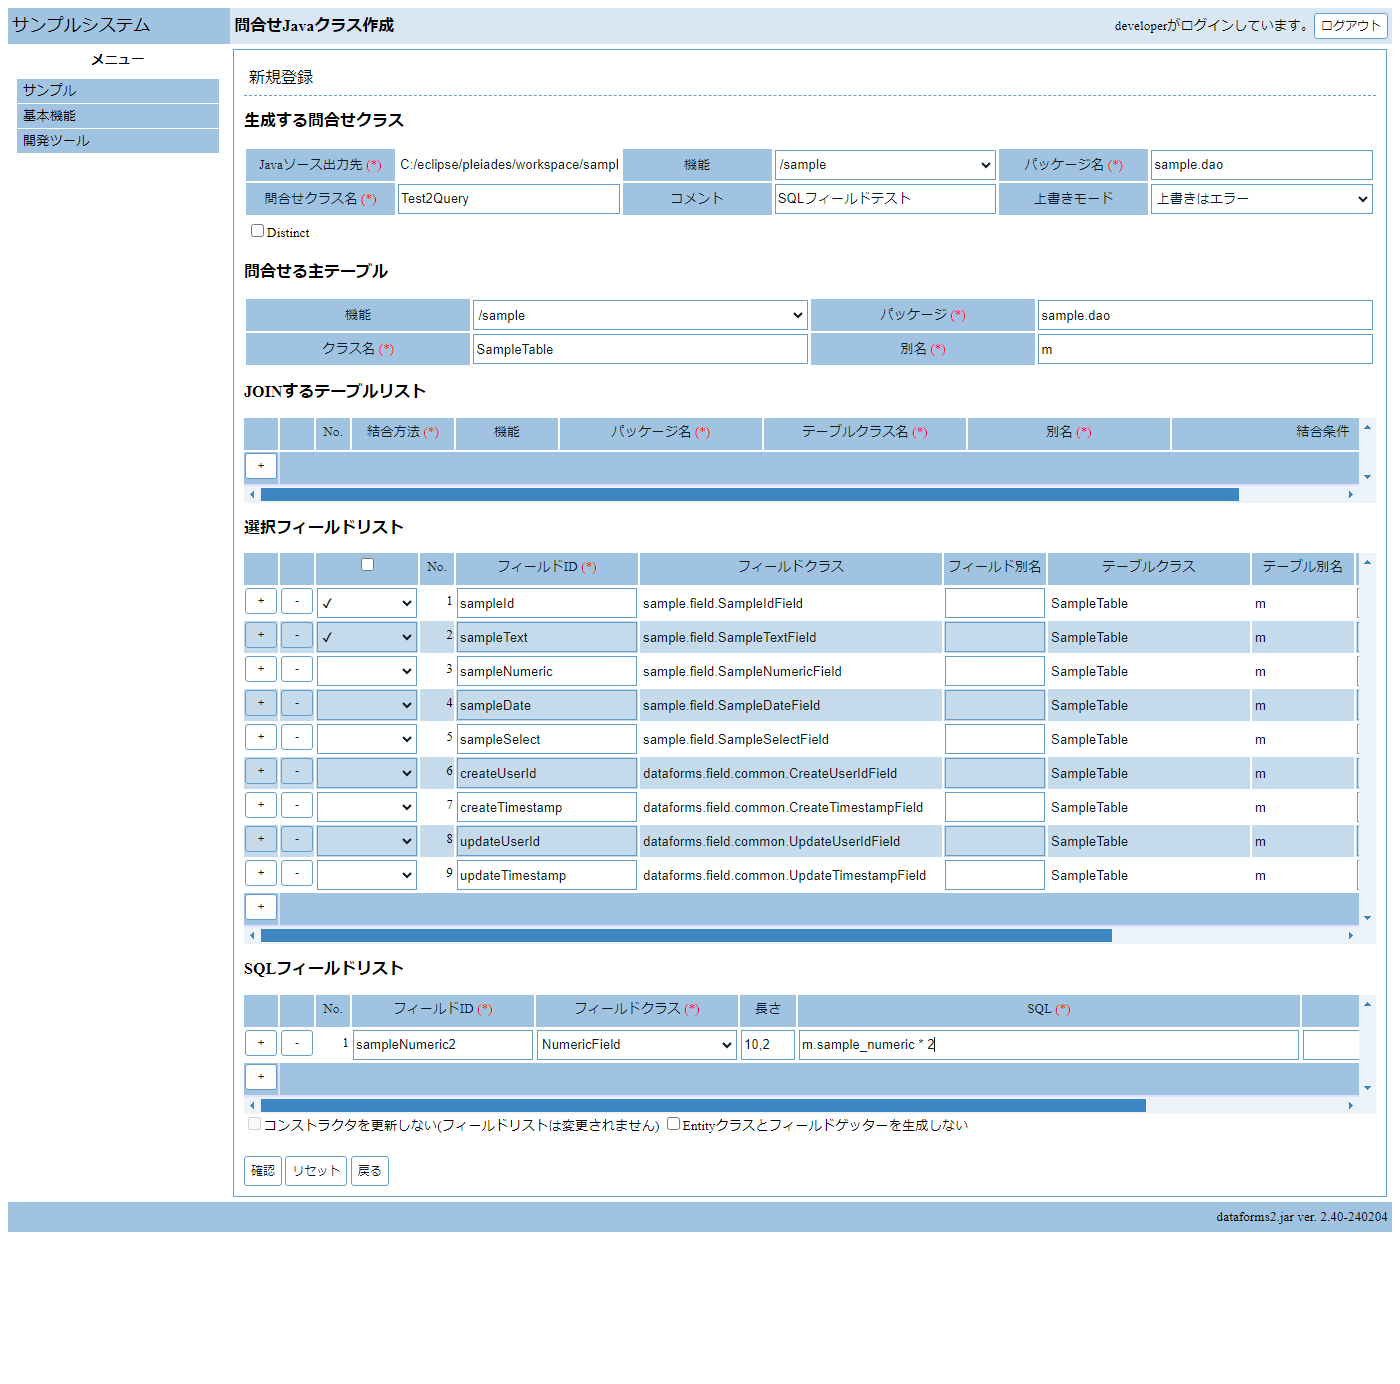 サンプルシステム
問合せJavaクラス作成
developerがログインしています。 ログアウト
メニュー
サンプル
基本機能
開発ツール
新規登録
生成する問合せクラス
Javaソース出力先 (*) C:/eclipse/pleiades/workspace/sampl 機能 /sample パッケージ名 (*) sample.dao
問合せクラス名 (*) Test2Query コメント SQLフィールドテスト 上書きモード 上書きはエラー
Distinct
問合せる主テーブル
機能 /sample パッケージ (*) sample.dao
クラス名 (*) SampleTable 別名 (*) m
JOINするテーブルリスト
No. 結合方法 (*) 機能 パッケージ名 (*) テーブルクラス名 (*) 別名 (*) 結合条件
+
選択フィールドリスト
No. フィールドID (*) フィールドクラス フィールド別名 テーブルクラス テーブル別名
+ - ✓ 1 sampleId sample.field.SampleIdField SampleTable m
+ - ✓ 2 sampleText sample.field.SampleTextField SampleTable m
+ - 3 sampleNumeric sample.field.SampleNumericField SampleTable m
+ - 4 sampleDate sample.field.SampleDateField SampleTable m
+ - 5 sampleSelect sample.field.SampleSelectField SampleTable m
+ - 6 createUserId dataforms.field.common.CreateUserIdField SampleTable m
+ - 7 createTimestamp dataforms.field.common.CreateTimestampField SampleTable m
+ - 8 updateUserId dataforms.field.common.UpdateUserIdField SampleTable m
+ - 9 updateTimestamp dataforms.field.common.UpdateTimestampField SampleTable m
+
SQLフィールドリスト
No. フィールドID (*) フィールドクラス (*) 長さ SQL (*)
+ - 1 sampleNumeric2 NumericField 10,2 m.sample_numeric * 2
+
コンストラクタを更新しない(フィールドリストは変更されません) Entityクラスとフィールドゲッターを生成しない
確認 リセット 戻る
dataforms2.jar ver. 2.40-240204